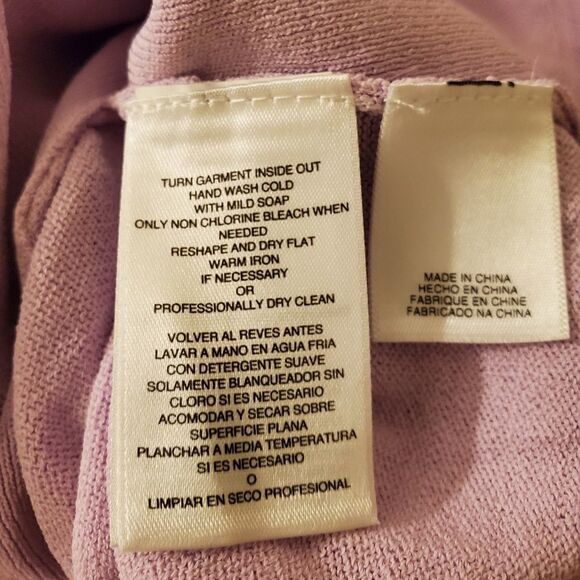 TURN GARMENT INSIDE OUT
HAND WASH COLD
WITH MILD SOAP
ONLY NON CHLORINE BLEACH WHEN
NEEDED
RESHAPE AND DRY FLAT
WARM IRON
IF NECESSARY
OR
PROFESSIONALLY DRY CLEAN
VOLVER AL REVES ANTES
LAVAR A MANO EN AGUA FRIA
CON DETERGENTE SUAVE
SOLAMENTE BLANQUEADOR SIN
CLORO SI ES NECESARIO
ACOMODAR Y SECAR SOBRE
SUPERFICIE PLANA
PLANCHAR A MEDIA TEMPERATURA
SI ES NECESARIO
O
LIMPIAR EN SECO PROFESIONAL
MADE IN CHINA
HECHO EN CHINA
FABRIQUE EN CHINE
FABRICADO NA CHINA